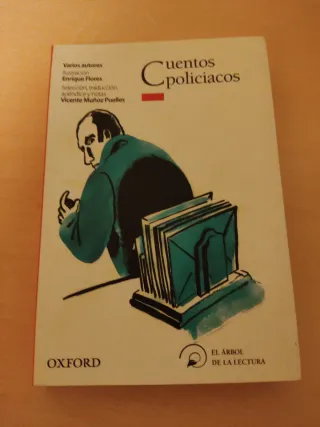 Varios autores
Ilustración
Enrique Flores
Selección, traducción,
apéndice y notas
Vicente Muñoz Puelles
Cuentos
policiacos
OXFORD
EL ÁRBOL
DE LA LECTURA